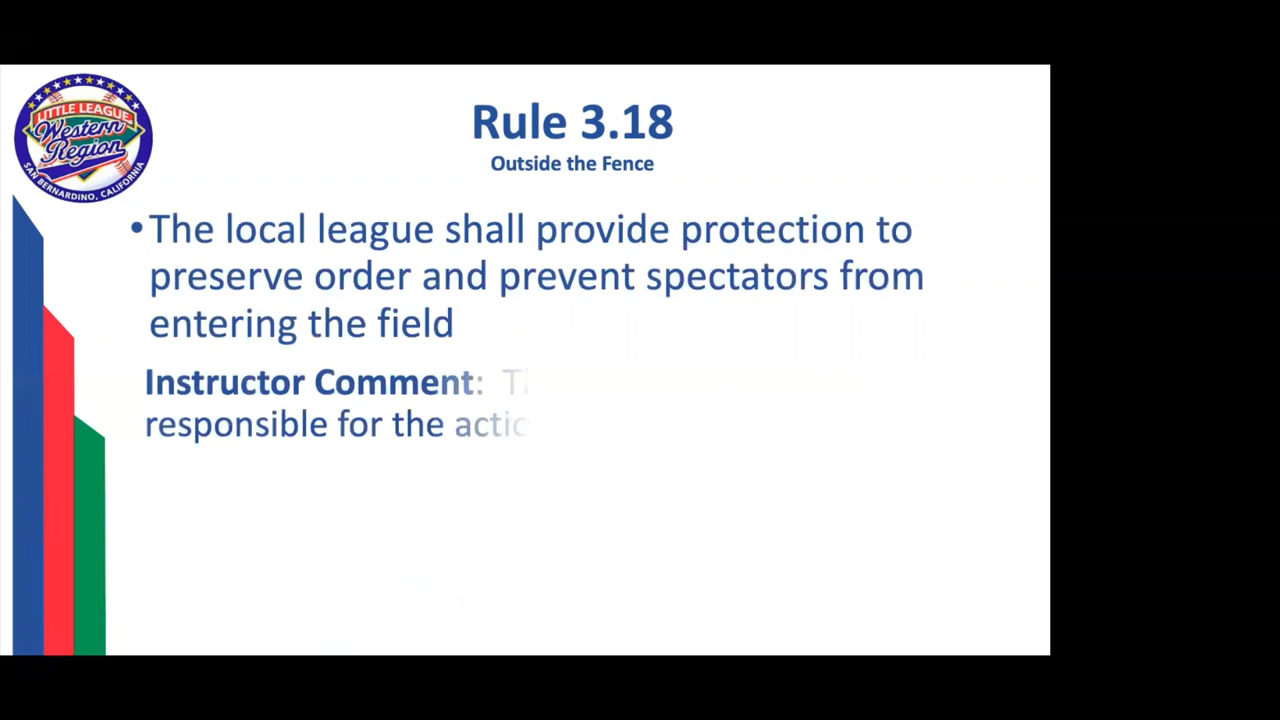 LITTLE LEAGUE
Western
Region
SAN BERNARDINO, CALIFORNIA
Rule 3.18
Outside the Fence
•The local league shall provide protection to
preserve order and prevent spectators from
entering the field
Instructor Comment:
responsible for the